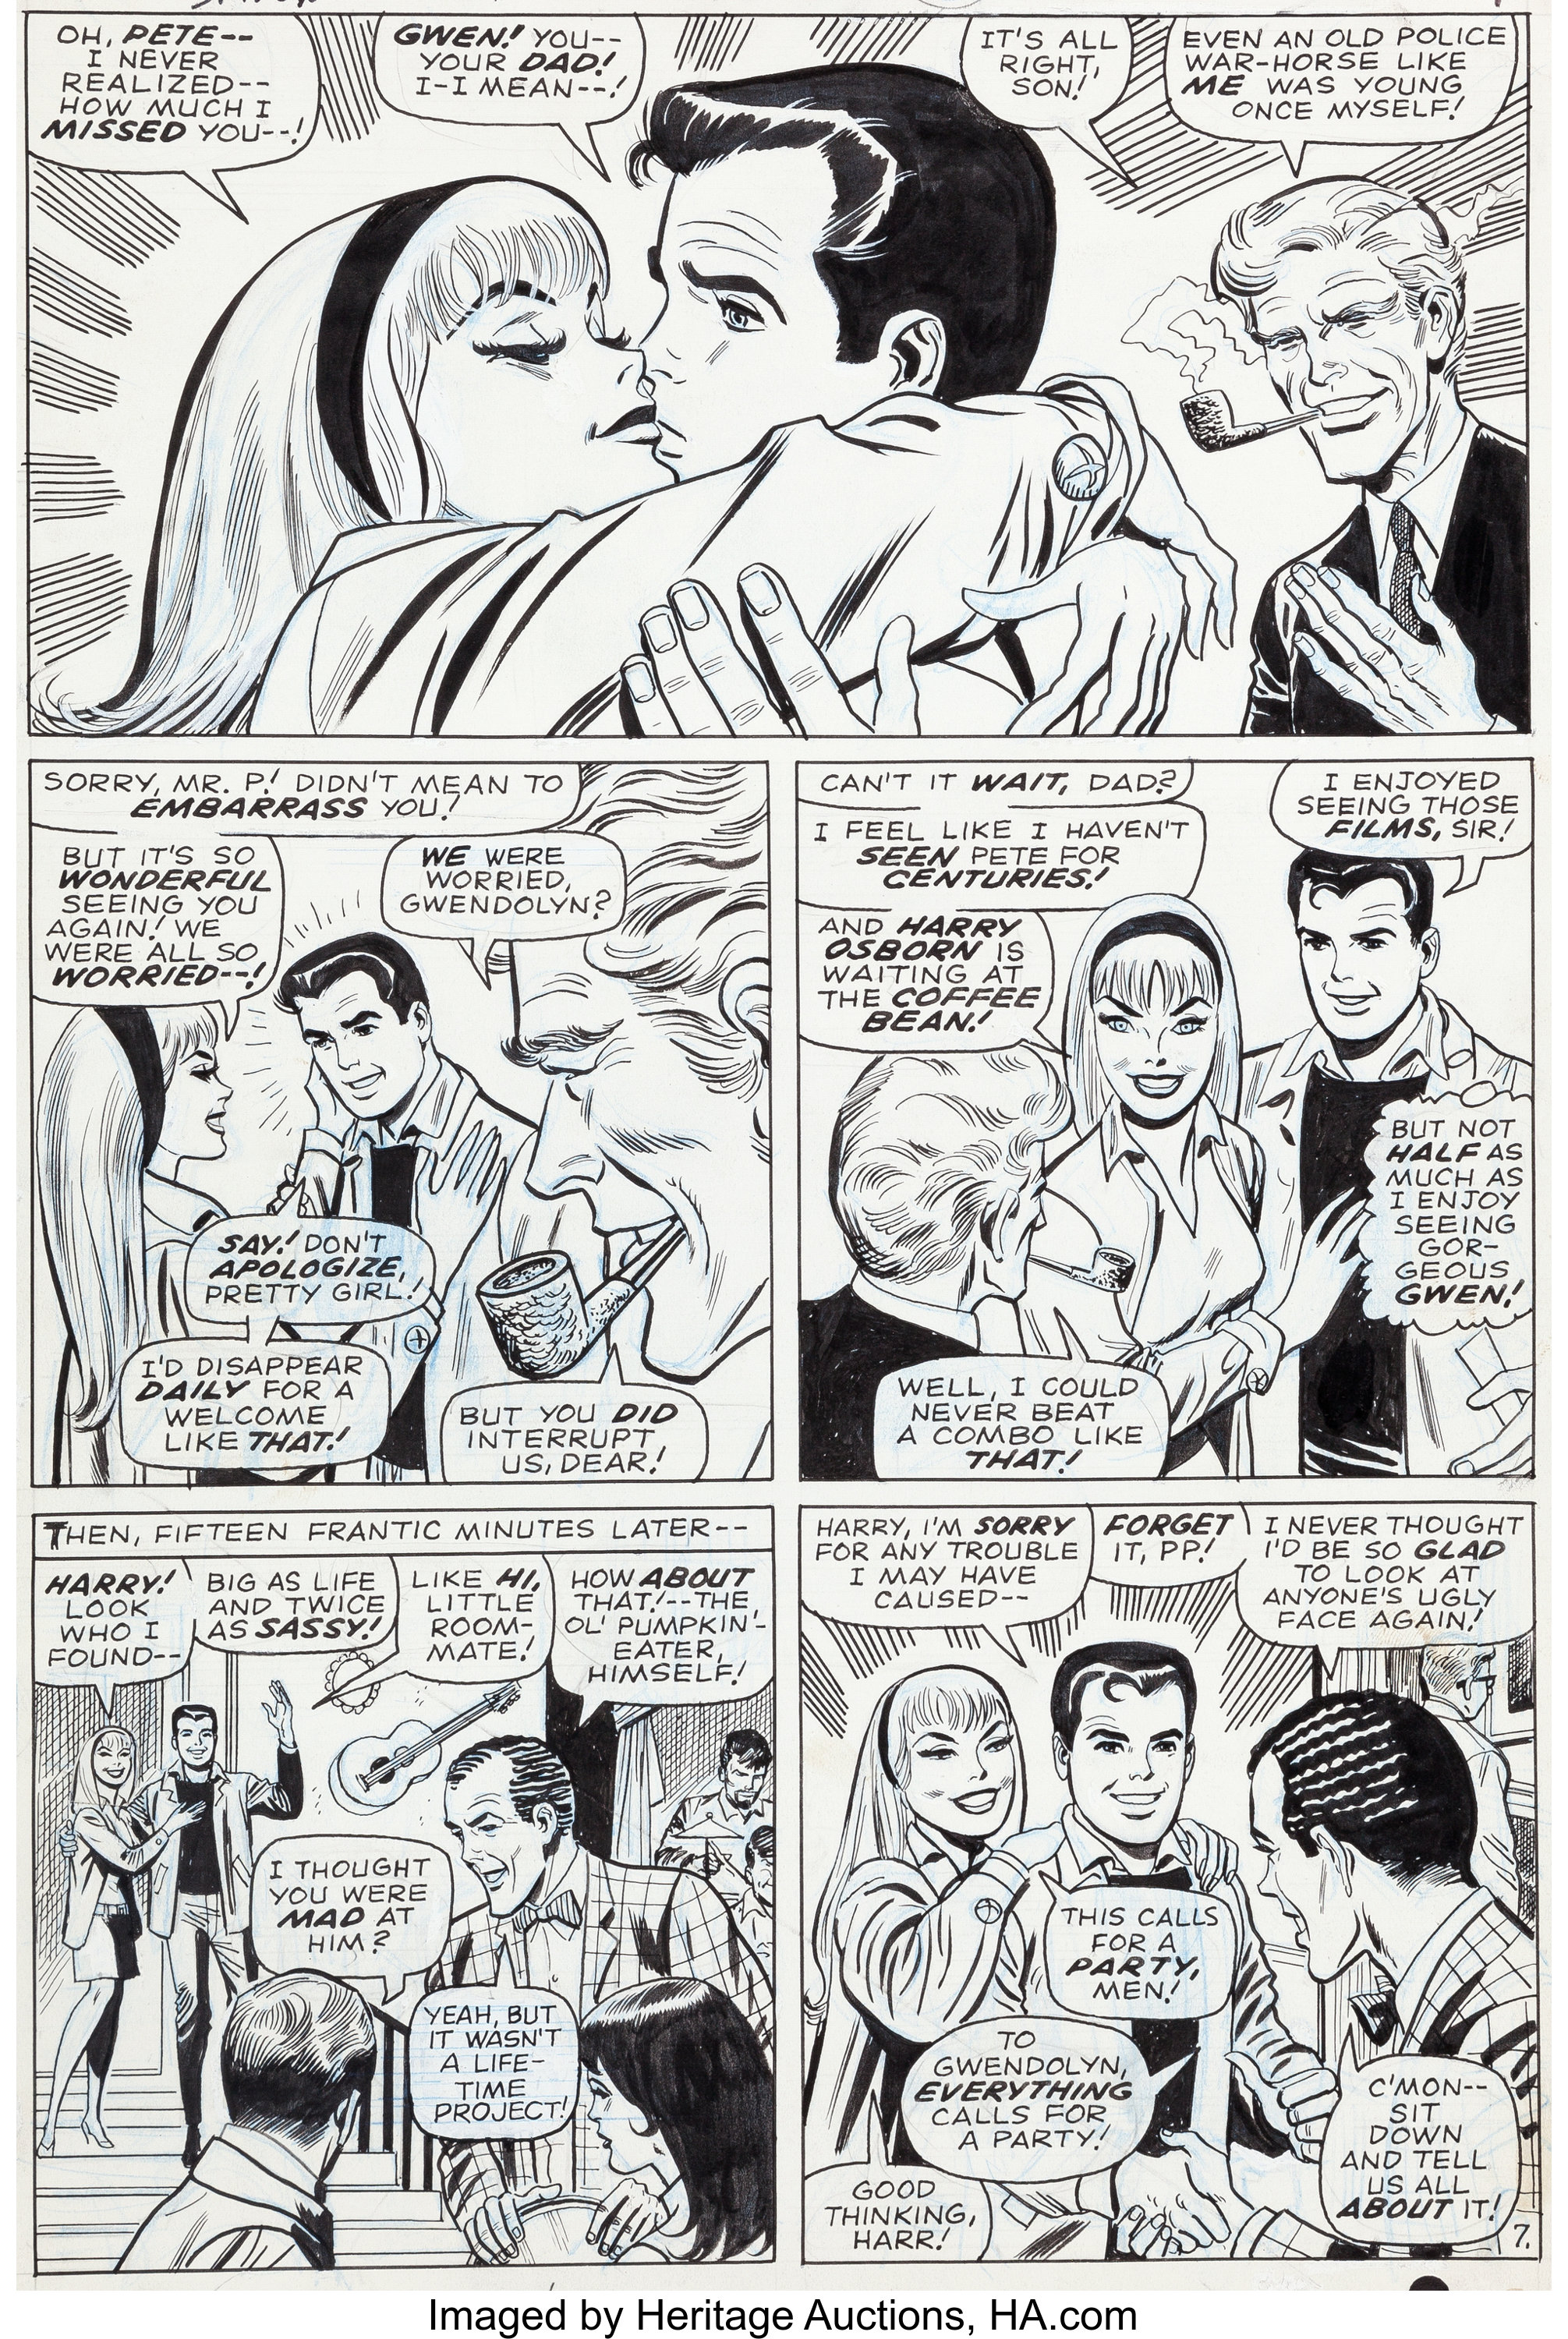 OH, PETE--
I NEVER
REALIZED--
HOW MUCH I
MISSED YOU--!
GWEN! YOU--
YOUR DAD!
I-I MEAN--!
IT'S ALL
RIGHT,
SON!
EVEN AN OLD POLICE
WAR-HORSE LIKE
ME WAS YOUNG
ONCE MYSELF!
SORRY, MR. P.! DIDN'T MEAN TO
EMBARRASS YOU!
BUT IT'S SO
WONDERFUL
SEEING YOU
AGAIN! WE
WERE ALL SO
WORRIED--!
WE WERE
WORRIED,
GWENDOLYN?
SAY! DON'T
APOLOGIZE,
PRETTY GIRL!
I'D DISAPPEAR
DAILY FOR A
WELCOME
LIKE THAT!
BUT YOU DID
INTERRUPT
US, DEAR!
CAN'T IT WAIT, DAD?
I FEEL LIKE I HAVEN'T
SEEN PETE FOR
CENTURIES!
AND HARRY
OSBORN IS
WAITING AT
THE COFFEE
BEAN!
I ENJOYED
SEEING THOSE
FILMS, SIR!
BUT NOT
HALF AS
MUCH AS
I ENJOY
SEEING
GOR-
GEOUS
GWEN!
WELL, I COULD
NEVER BEAT
A COMBO LIKE
THAT!
THEN, FIFTEEN FRANTIC MINUTES LATER--
HARRY!
LOOK
WHO I
FOUND--
BIG AS LIFE
AND TWICE
AS SASSY!
LIKE HI,
LITTLE
ROOM-
MATE!
HOW ABOUT
THAT!--THE
OL' PUMPKIN'-
EATER,
HIMSELF!
I THOUGHT
YOU WERE
MAD AT
HIM?
YEAH, BUT
IT WASN'T
A LIFE-
TIME
PROJECT!
HARRY, I'M SORRY
FOR ANY TROUBLE
I MAY HAVE
CAUSED--
FORGET
IT, PP!
I NEVER THOUGHT
I'D BE SO GLAD
TO LOOK AT
ANYONE'S UGLY
FACE AGAIN!
THIS CALLS
FOR A
PARTY,
MEN!
TO
GWENDOLYN,
EVERYTHING
CALLS FOR
A PARTY!
GOOD
THINKING,
HARR!
C'MON--
SIT
DOWN
AND TELL
US ALL
ABOUT IT!
7.
Imaged by Heritage Auctions, HA.com